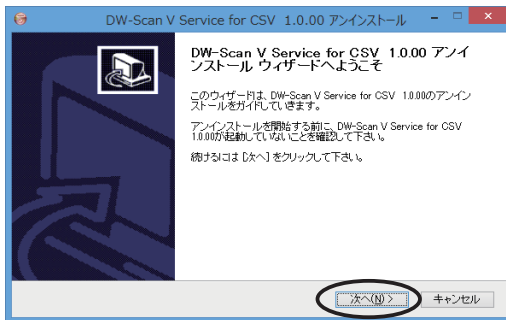 DW-Scan V Service for CSV 1.0.00 アンインストール
DW-Scan V Service for CSV 1.0.00 アンイ
ンストール ウィザードへようこそ
このウィザードは、DW-Scan V Service for CSV 1.0.00のアンイン
ストールをガイドしていきます。
アンインストールを開始する前に、DW-Scan V Service for CSV
1.0.00が起動していないことを確認して下さい。
続けるには [次へ] をクリックして下さい。
次へ(N) >
キャンセル